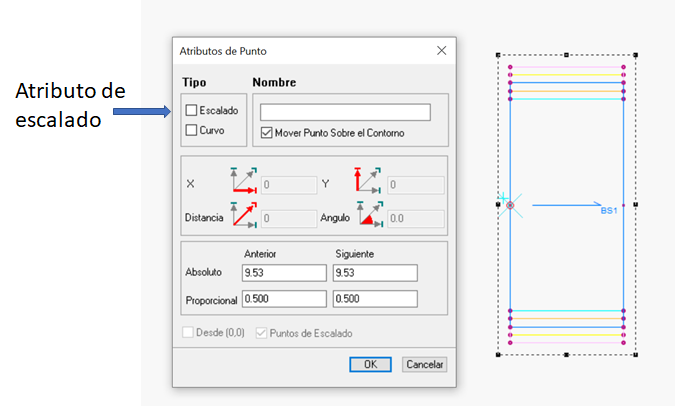 Atributos de Punto
Tipo
Nombre
Atributo de
escalado
Escalado
Curvo
Mover Punto Sobre el Contorno
X
0
Y
0
Distancia
0
Angulo
0.0
BS1
Anterior
Siguiente
Absoluto
9.53
9.53
Proporcional
0.500
0.500
Desde (0,0)
Puntos de Escalado
OK
Cancelar